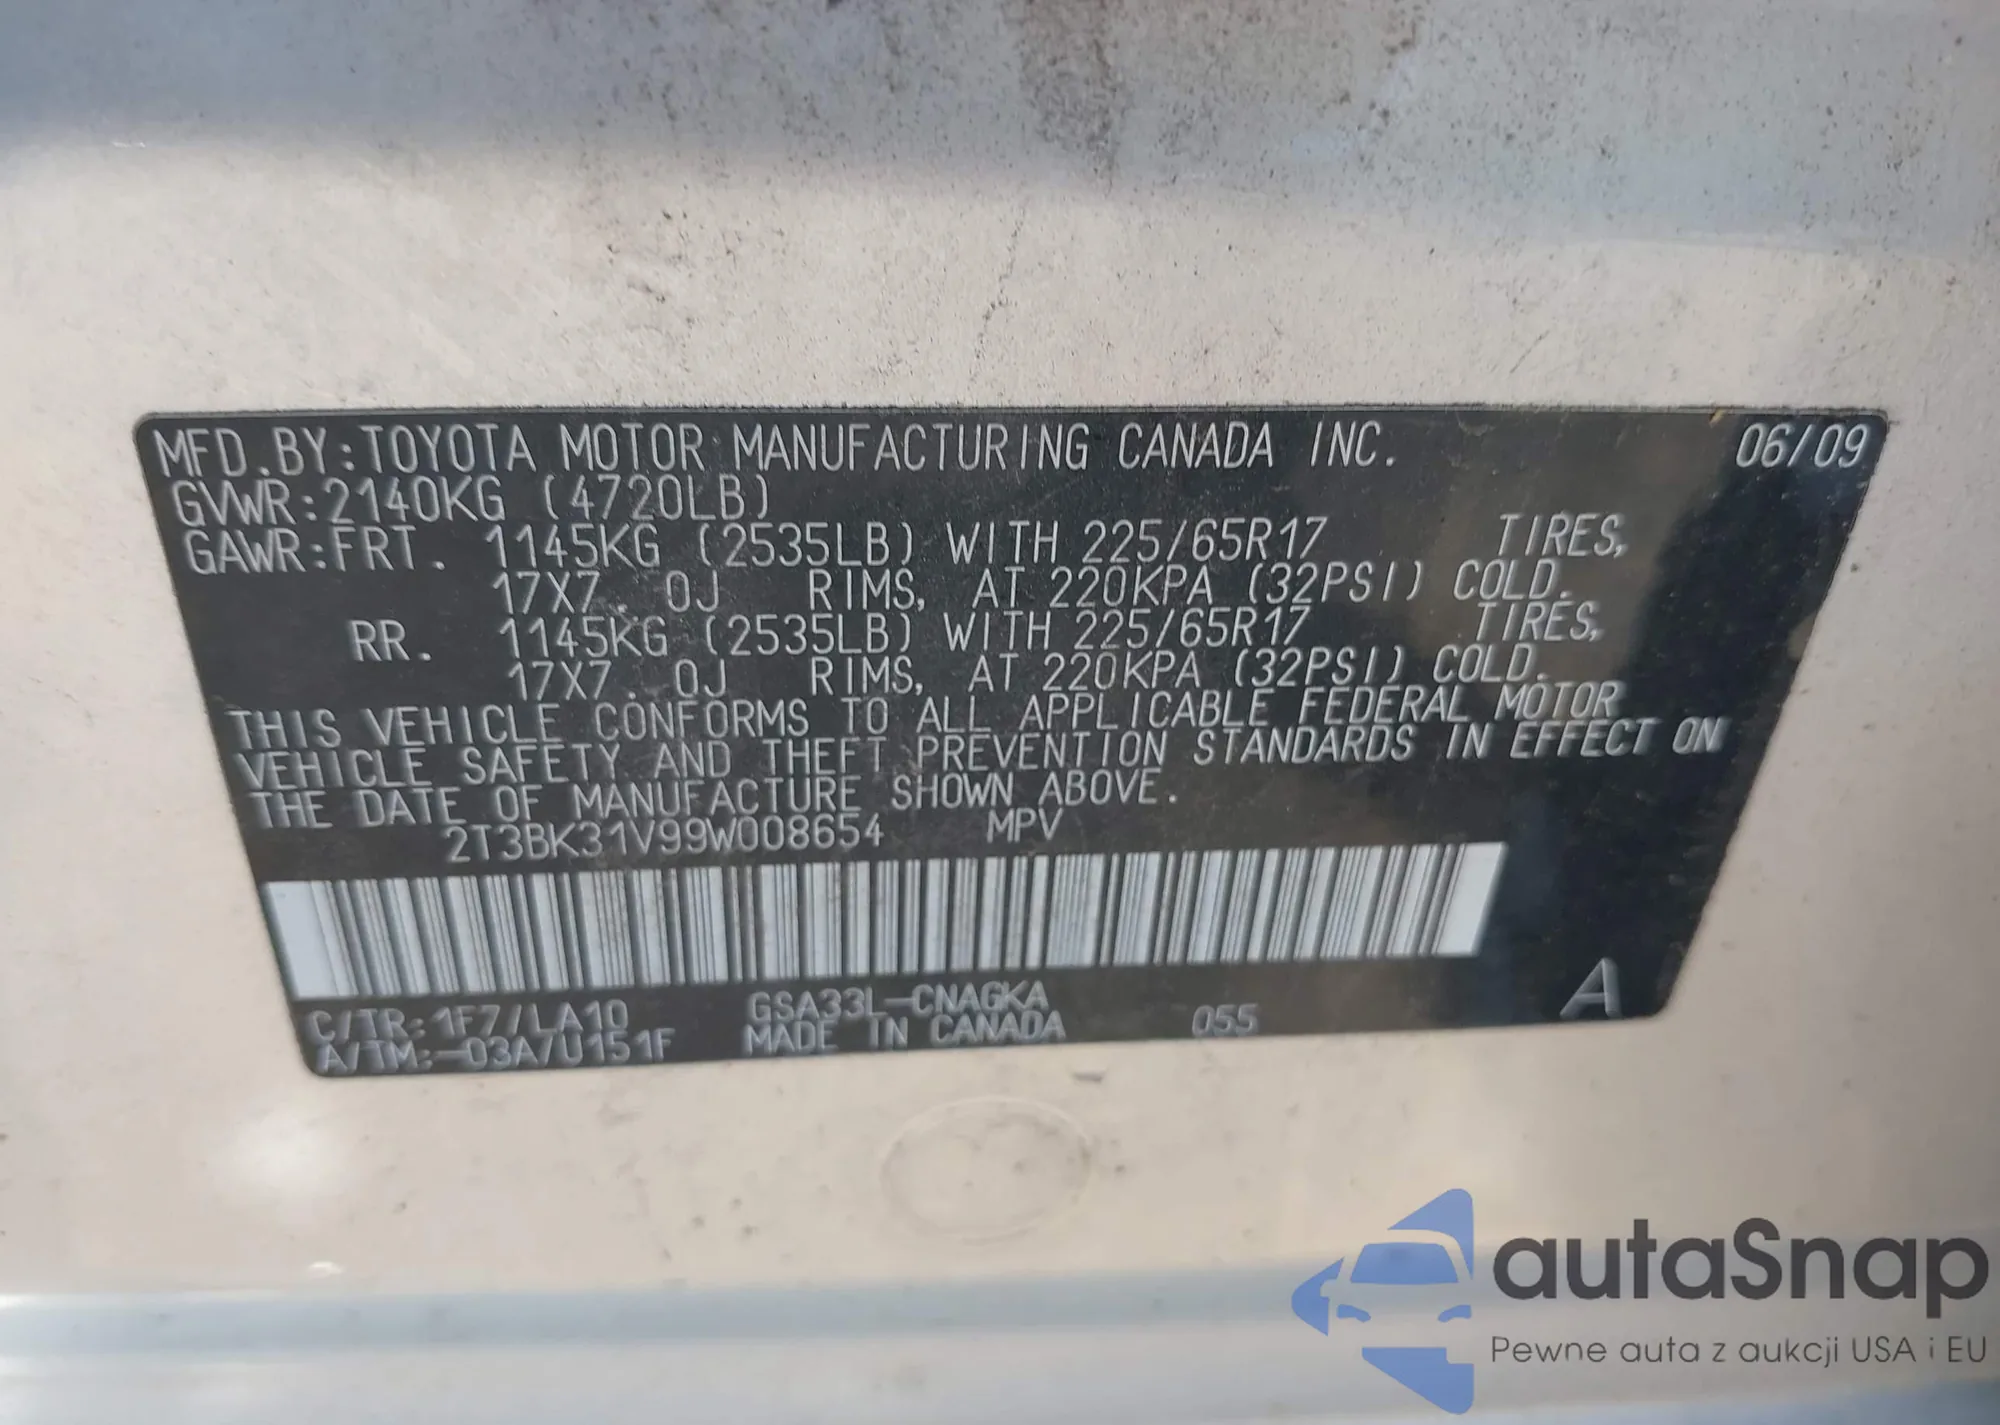 MFD.BY:TOYOTA MOTOR MANUFACTURING CANADA INC. 06/09
GVWR:2140KG (4720LB)
GAWR:FRT. 1145KG (2535LB) WITH 225/65R17 TIRES,
17X7.0J RIMS, AT 220KPA (32PSI) COLD.
RR. 1145KG (2535LB) WITH 225/65R17 TIRES,
17X7.0J RIMS, AT 220KPA (32PSI) COLD.
THIS VEHICLE CONFORMS TO ALL APPLICABLE FEDERAL MOTOR
VEHICLE SAFETY AND THEFT PREVENTION STANDARDS IN EFFECT ON
THE DATE OF MANUFACTURE SHOWN ABOVE.
2T3BK31V99W008654 MPV
C/TR:1F7/LA10 GSA33L-CNAGKA
A/TM:-03A/U151F MADE IN CANADA 055 A
autaSnap
Pewne auta z aukcji USA i EU